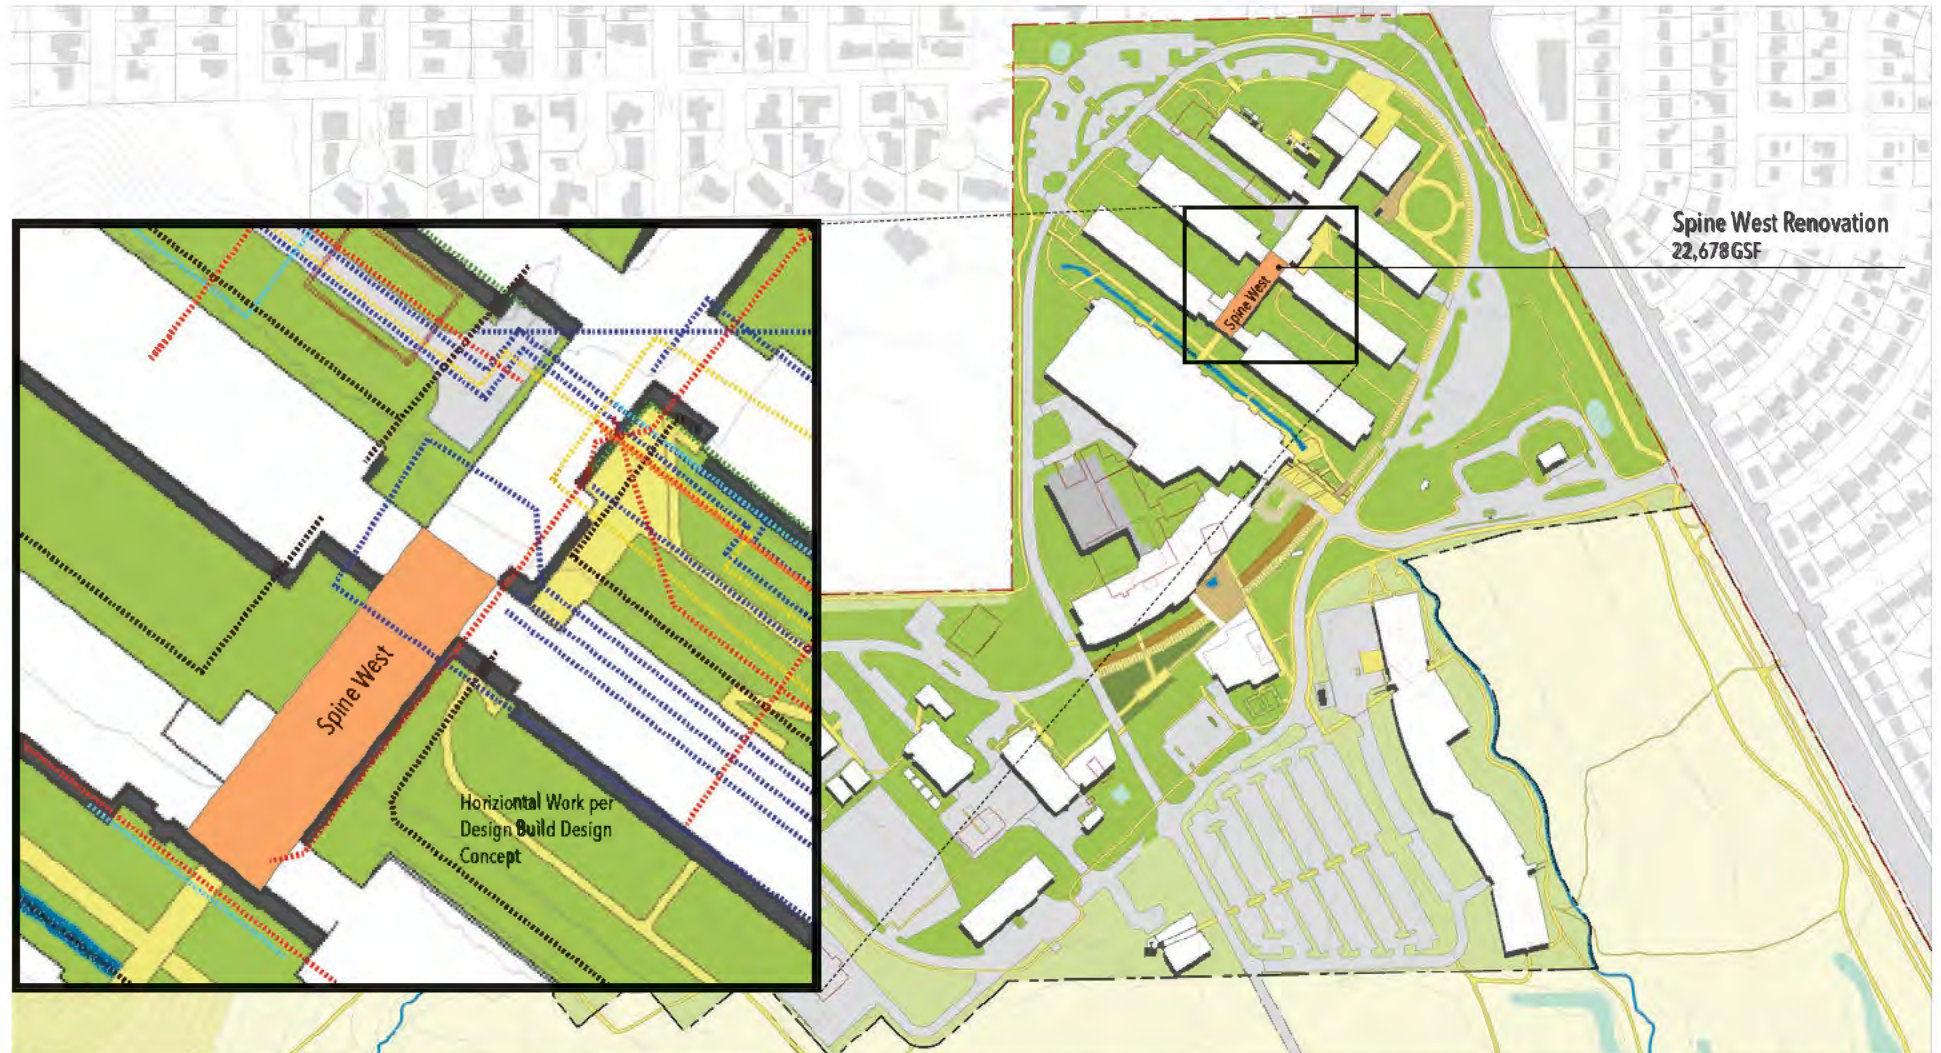 Spine West Renovation
22,678 GSF
Spine West
Spine West
Horiziontal Work per
Design Build Design
Concept